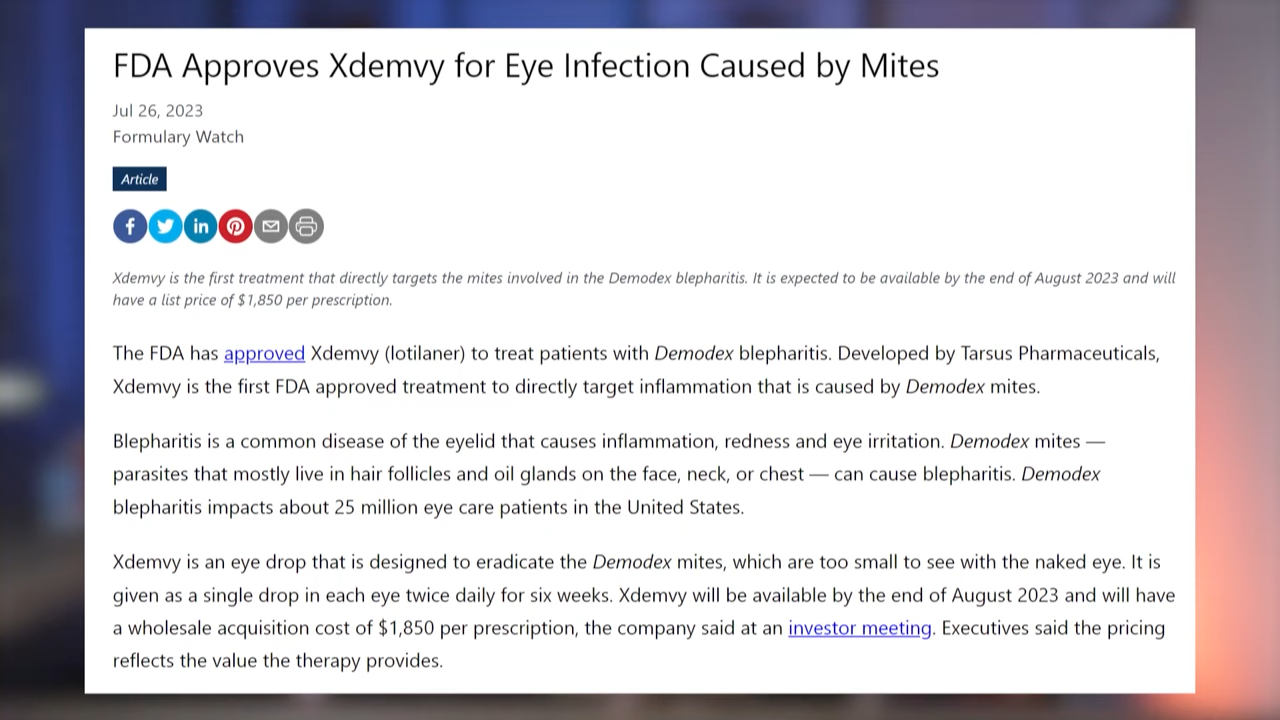 FDA Approves Xdemvy for Eye Infection Caused by Mites
Jul 26, 2023
Formulary Watch
Article
Xdemvy is the first treatment that directly targets the mites involved in the Demodex blepharitis. It is expected to be available by the end of August 2023 and will
have a list price of $1,850 per prescription.
The FDA has approved Xdemvy (lotilaner) to treat patients with Demodex blepharitis. Developed by Tarsus Pharmaceuticals,
Xdemvy is the first FDA approved treatment to directly target inflammation that is caused by Demodex mites.
Blepharitis is a common disease of the eyelid that causes inflammation, redness and eye irritation. Demodex mites —
parasites that mostly live in hair follicles and oil glands on the face, neck, or chest — can cause blepharitis. Demodex
blepharitis impacts about 25 million eye care patients in the United States.
Xdemvy is an eye drop that is designed to eradicate the Demodex mites, which are too small to see with the naked eye. It is
given as a single drop in each eye twice daily for six weeks. Xdemvy will be available by the end of August 2023 and will have
a wholesale acquisition cost of $1,850 per prescription, the company said at an investor meeting. Executives said the pricing
reflects the value the therapy provides.